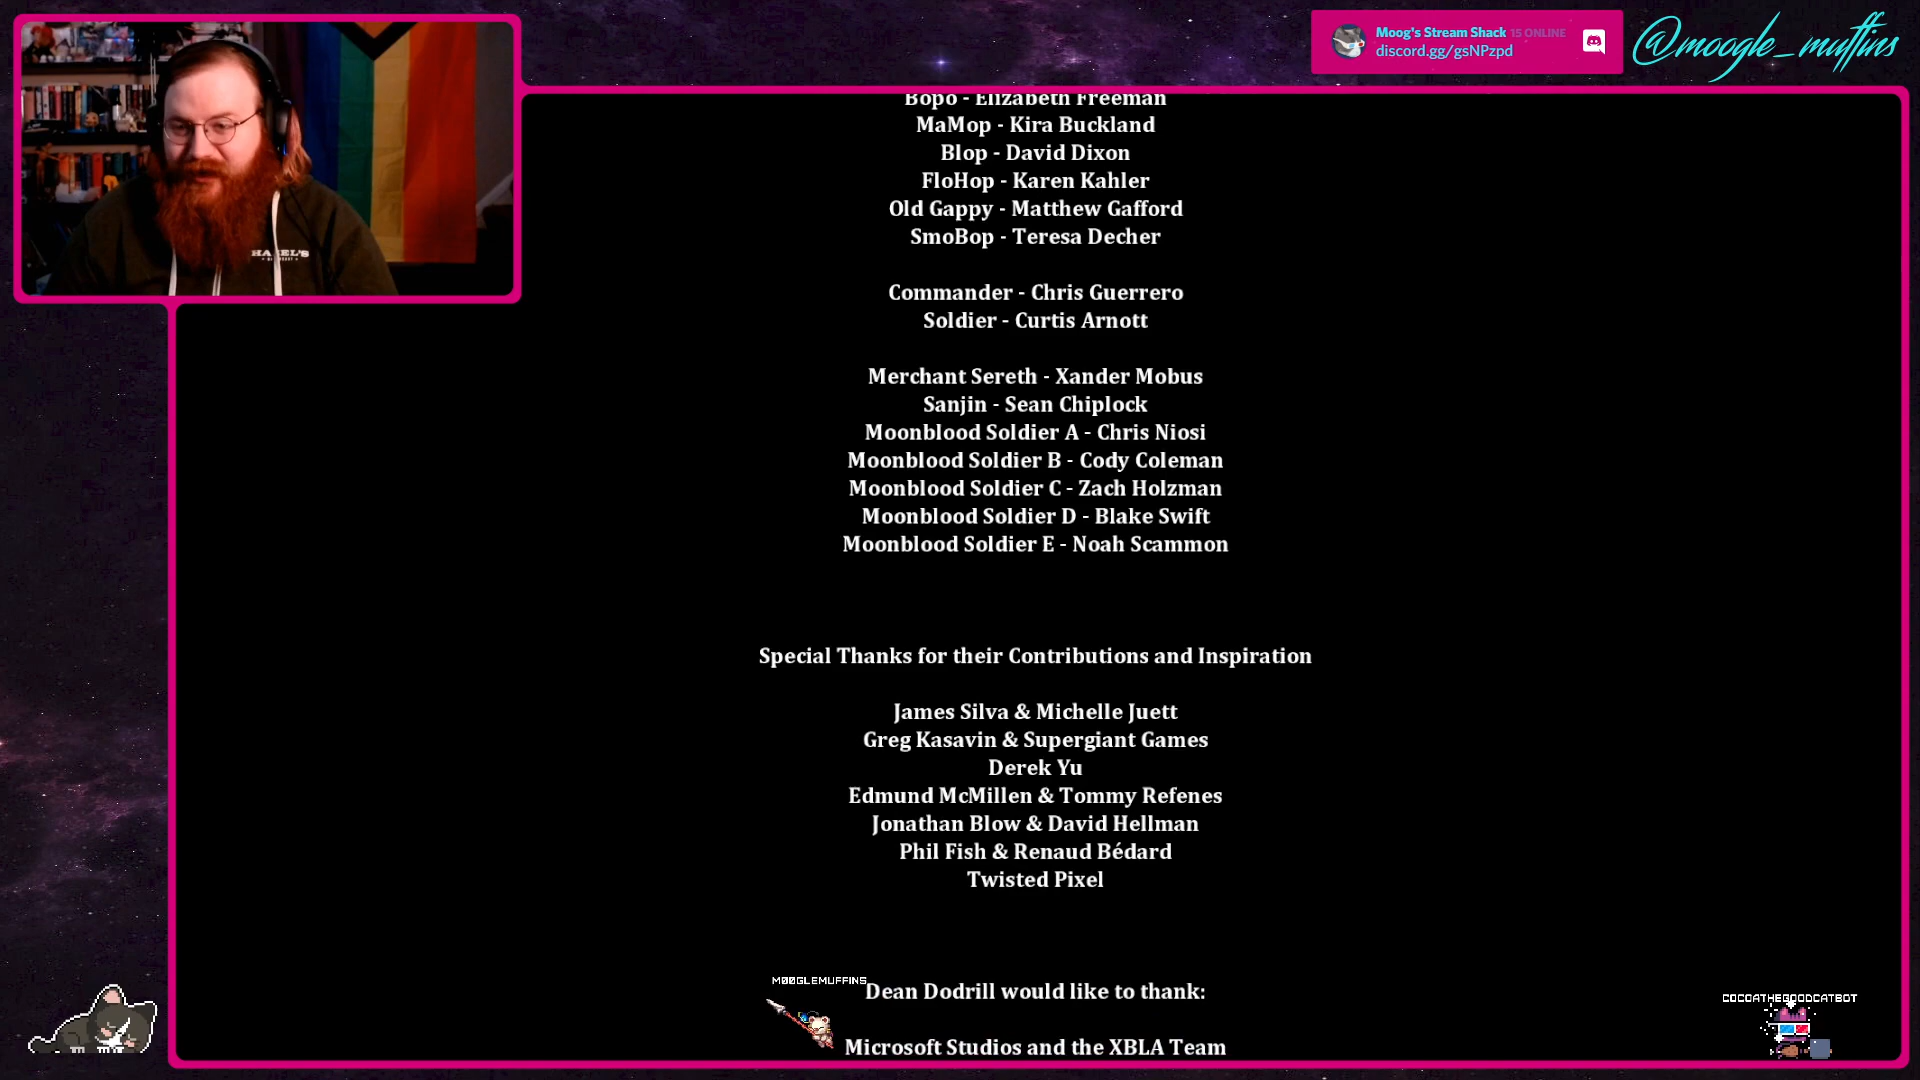 Moog's Stream Shack 15 ONLINE
discord.gg/gsNPzpd
@moogle_muffins
HAZEL'S
Bopo - Elizabeth Freeman
MaMop - Kira Buckland
Blop - David Dixon
FloHop - Karen Kahler
Old Gappy - Matthew Gafford
SmoBop - Teresa Decher
Commander - Chris Guerrero
Soldier - Curtis Arnott
Merchant Sereth - Xander Mobus
Sanjin - Sean Chiplock
Moonblood Soldier A - Chris Niosi
Moonblood Soldier B - Cody Coleman
Moonblood Soldier C - Zach Holzman
Moonblood Soldier D - Blake Swift
Moonblood Soldier E - Noah Scammon
Special Thanks for their Contributions and Inspiration
James Silva & Michelle Juett
Greg Kasavin & Supergiant Games
Derek Yu
Edmund McMillen & Tommy Refenes
Jonathan Blow & David Hellman
Phil Fish & Renaud Bédard
Twisted Pixel
M00GLEMUFFINS
Dean Dodrill would like to thank:
COCOATHEGOODCATBOT
Microsoft Studios and the XBLA Team